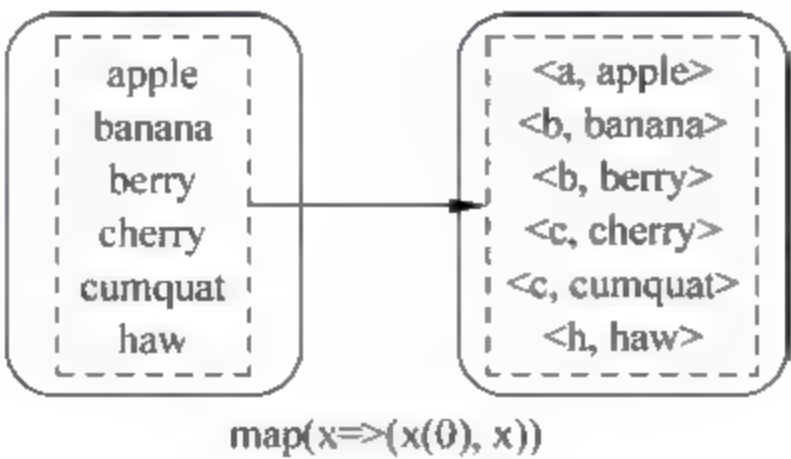 apple
banana
berry
cherry
cumquat
haw
<a, apple>
<b, banana>
<b, berry>
<c, cherry>
<c, cumquat>
<h, haw>
map(x=>(x(0), x))